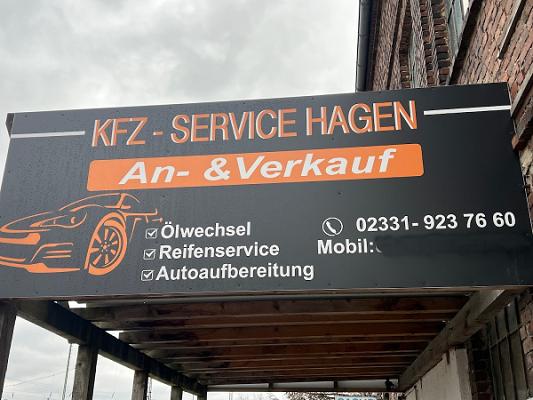 KFZ - SERVICE HAGEN
An- & Verkauf
Ölwechsel
Reifenservice
Autoaufbereitung
02331- 923 76 60
Mobil: